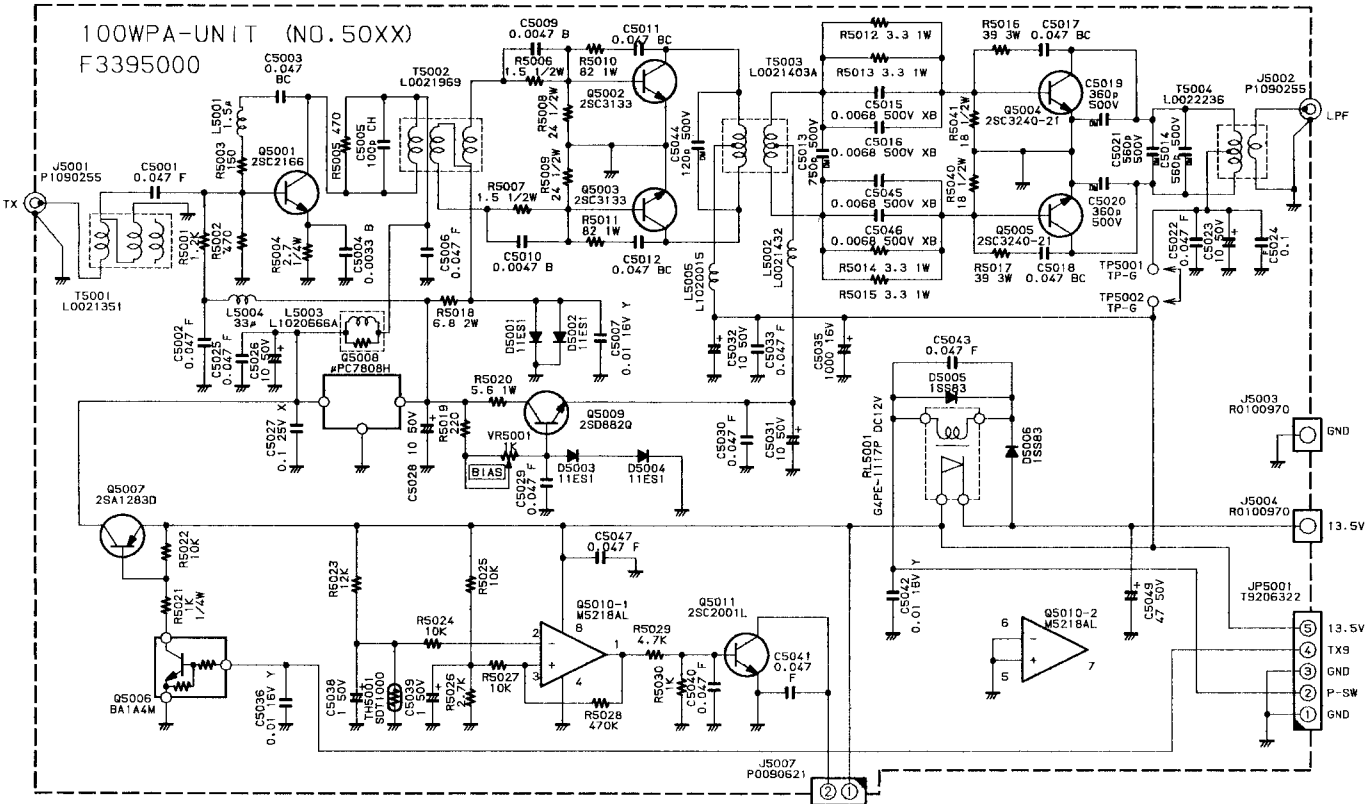 100WPA-UNIT (NO.50XX)
F3395000
C5003
0.047
BC
L5001
1.5µ
R5003
150
Q5001
2SC2166
R5005 470
C5005
100p CH
T5002
L0021969
J5001
P1090255
TX
C5001
0.047 F
T5001
L0021351
R5001
1.2K
R5002
470
R5004
2.7
1/4W
C5004
0.0033 B
C5006
0.047 F
C5009
0.0047 B
R5006
1.5 1/2W
C5011
0.047 BC
R5010
82 1W
Q5002
2SC3133
R5008
24 1/2W
R5009
24 1/2W
R5007
1.5 1/2W
Q5003
2SC3133
R5011
82 1W
C5010
0.0047 B
C5012
0.047 BC
C5044
120p 500V
T5003
L0021403A
L5005
L1020015
L5002
L0021432
R5012 3.3 1W
R5013 3.3 1W
C5015
0.0068 500V XB
C5016
0.0068 500V XB
C5013
750p 500V
C5045
0.0068 500V XB
C5046
0.0068 500V XB
R5014 3.3 1W
R5015 3.3 1W
R5016
39 3W
C5017
0.047 BC
Q5004
2SC3240-21
R5041
18 1/2W
R5040
18 1/2W
Q5005
2SC3240-21
R5017
39 3W
C5018
0.047 BC
C5019
360p
500V
C5020
360p
500V
C5021
560p
500V
C5014
560p 500V
T5004
L0022236
J5002
P1090255
LPF
C5022
0.047 F
C5023
10 50V
C5024
0.1
TP5001
TP-G
TP5002
TP-G
C5002
0.047 F
L5004
33µ
L5003
L1020666A
C5025
0.047 F
C5026
10 50V
Q5008
µPC7808H
R5018
6.8 2W
D5001
11ES1
D5002
11ES1
C5007
0.01 16V Y
C5032
10 50V
C5033
0.047 F
C5035
1000 16V
C5027
0.1 25V X
C5028 10 50V
R5019
220
R5020
5.6 1W
Q5009
2SD882Q
VR5001
1K
BIAS
C5029
0.047 F
D5003
11ES1
D5004
11ES1
C5030
0.047 F
C5031
10 50V
C5043
0.047 F
D5005
1SS83
RL5001
G4PE-1117P DC12V
D5006
1SS83
J5003
R0100970
GND
J5004
R0100970
13.5V
Q5007
2SA1283D
R5022
10K
R5021
1K
1/4W
Q5006
BA1A4M
C5036
0.01 16V Y
R5023
12K
C5038
1 50V
TH5001
SDT1000
R5024
10K
C5039
1 50V
R5025
10K
R5026
2.7K
R5027
10K
C5047
0.047 F
Q5010-1
M5218AL
2
3
8
4
1
R5028
470K
R5029
4.7K
R5030
1K
C5040
0.047 F
Q5011
2SC2001L
C5041
0.047
F
C5042
0.01 16V Y
Q5010-2
M5218AL
6
5
7
C5049
47 50V
JP5001
T9206322
5 13.5V
4 TX9
3 GND
2 P-SW
1 GND
J5007
P0090621
2 1